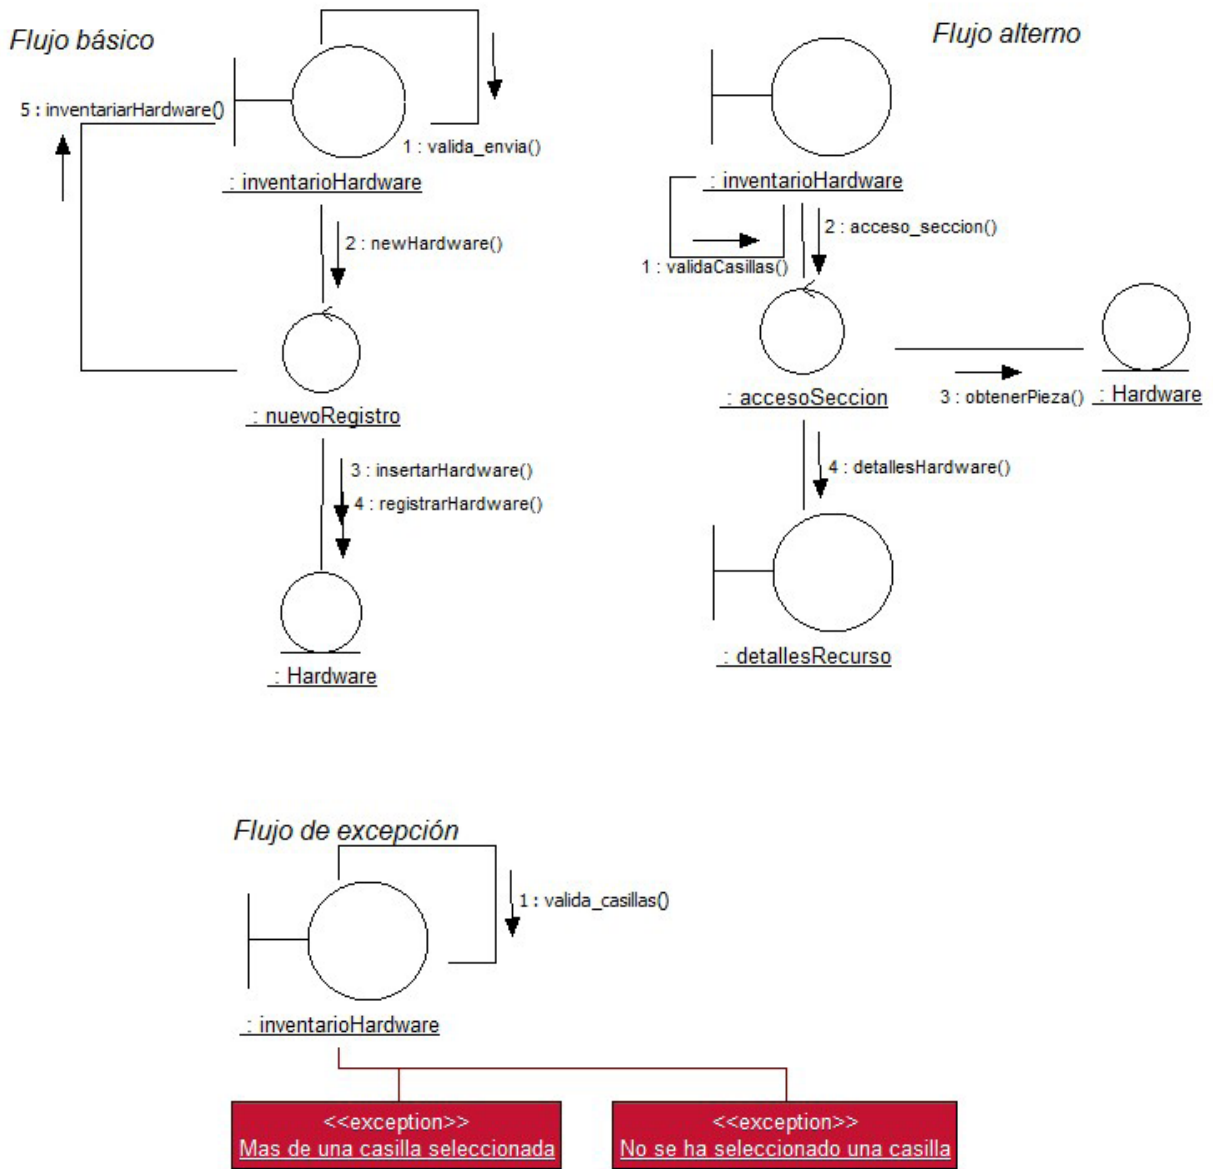 Flujo básico
5 : inventariarHardware()
1 : valida_envia()
: inventarioHardware
2 : newHardware()
: nuevoRegistro
3 : insertarHardware()
4 : registrarHardware()
: Hardware
Flujo alterno
: inventarioHardware
2 : acceso_seccion()
1 : validaCasillas()
: accesoSeccion
3 : obtenerPieza()
: Hardware
4 : detallesHardware()
: detallesRecurso
Flujo de excepción
1 : valida_casillas()
: inventarioHardware
<<exception>>
Mas de una casilla seleccionada
<<exception>>
No se ha seleccionado una casilla